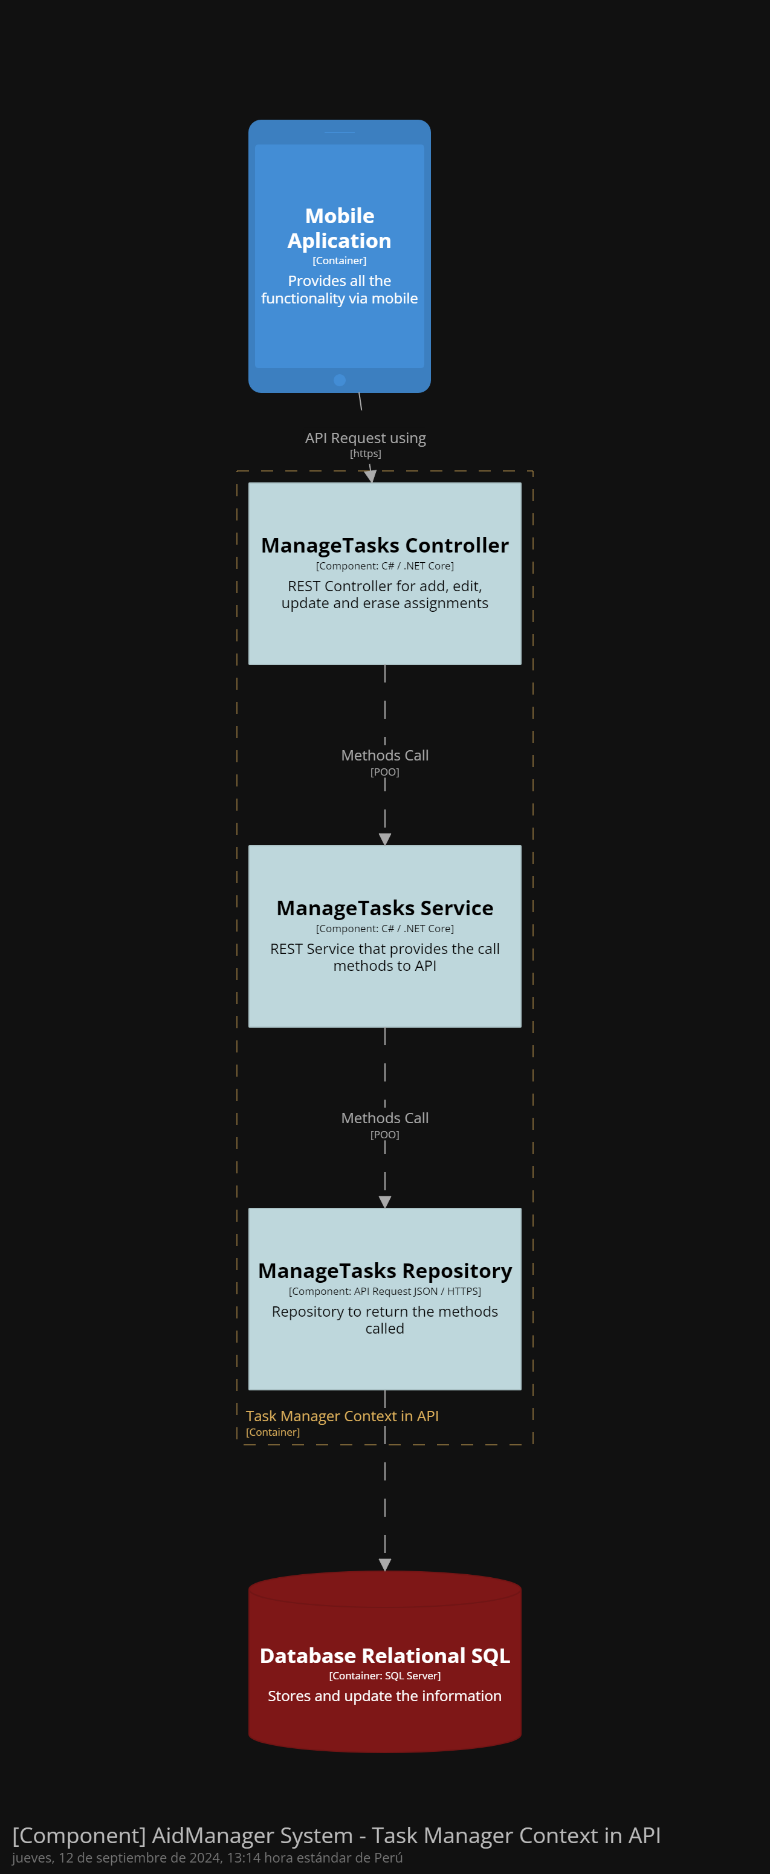 Mobile
Aplication
[Container]
Provides all the
functionality via mobile
API Request using
[https]
ManageTasks Controller
[Component: C# / .NET Core]
REST Controller for add, edit,
update and erase assignments
Methods Call
[POO]
ManageTasks Service
[Component: C# / .NET Core]
REST Service that provides the call
methods to API
Methods Call
[POO]
ManageTasks Repository
[Component: API Request JSON / HTTPS]
Repository to return the methods
called
Task Manager Context in API
[Container]
Database Relational SQL
[Container: SQL Server]
Stores and update the information
[Component] AidManager System - Task Manager Context in API
jueves, 12 de septiembre de 2024, 13:14 hora estándar de Perú